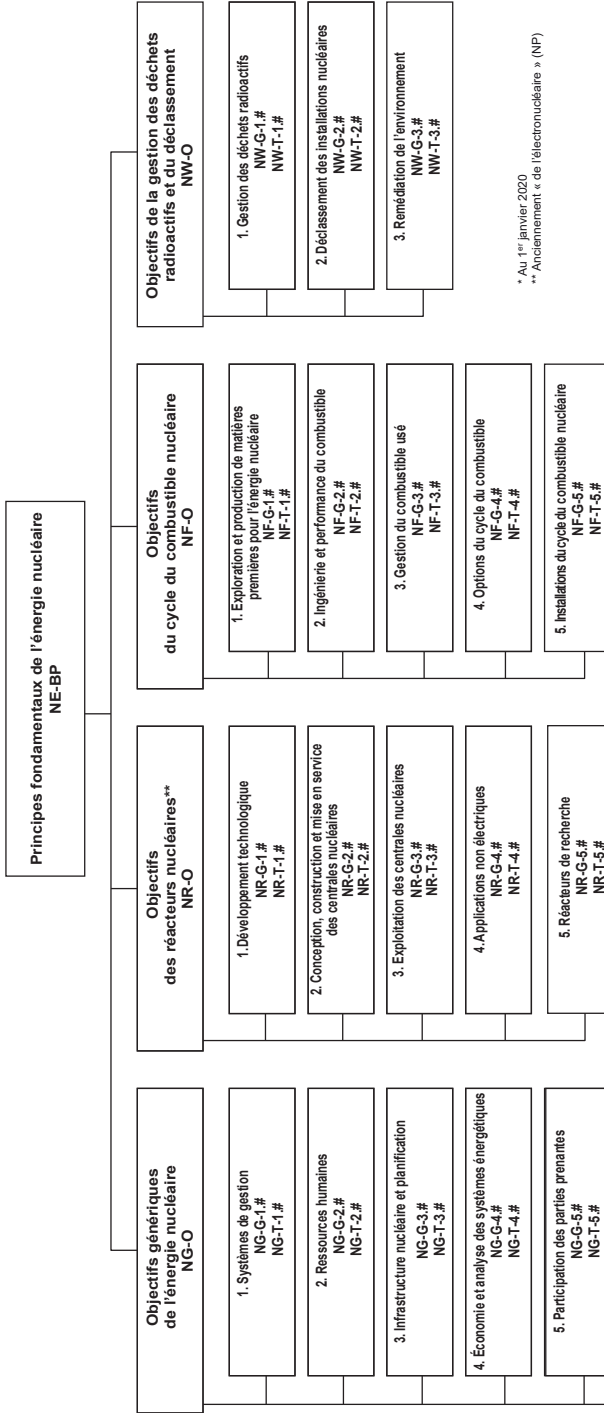 Principes fondamentaux de l'énergie nucléaire
NE-BP
Objectifs génériques
de l'énergie nucléaire
NG-O
1. Systèmes de gestion
NG-G-1.#
NG-T-1.#
2. Ressources humaines
NG-G-2.#
NG-T-2.#
3. Infrastructure nucléaire et planification
NG-G-3.#
NG-T-3.#
4. Économie et analyse des systèmes énergétiques
NG-G-4.#
NG-T-4.#
5. Participation des parties prenantes
NG-G-5.#
NG-T-5.#
Objectifs
des réacteurs nucléaires**
NR-O
1.Développement technologique
NR-G-1.#
NR-T-1.#
2. Conception, construction et mise en service
des centrales nucléaires
NR-G-2.#
NR-T-2.#
3. Exploitation des centrales nucléaires
NR-G-3.#
NR-T-3.#
4.Applications non électriques
NR-G-4.#
NR-T-4.#
5. Réacteurs de recherche
NR-G-5.#
NR-T-5.#
Objectifs
du cycle du combustible nucléaire
NF-O
1. Exploration et production de matières
premières pour l'énergie nucléaire
NF-G-1.#
NF-T-1.#
2. Ingénierie et performance du combustible
NF-G-2.#
NF-T-2.#
3. Gestion du combustible usé
NF-G-3.#
NF-T-3.#
4. Options du cycle du combustible
NF-G-4.#
NF-T-4.#
5. Installations du cycle du combustible nucléaire
NF-G-5.#
NF-T-5.#
Objectifs de la gestion des déchets
radioactifs et du déclassement
NW-O
1. Gestion des déchets radioactifs
NW-G-1.#
NW-T-1.#
2. Déclassement des installations nucléaires
NW-G-2.#
NW-T-2.#
3. Remédiation de l'environnement
NW-G-3.#
NW-T-3.#
* Au 1er janvier 2020
** Anciennement « de l'électronucléaire » (NP)